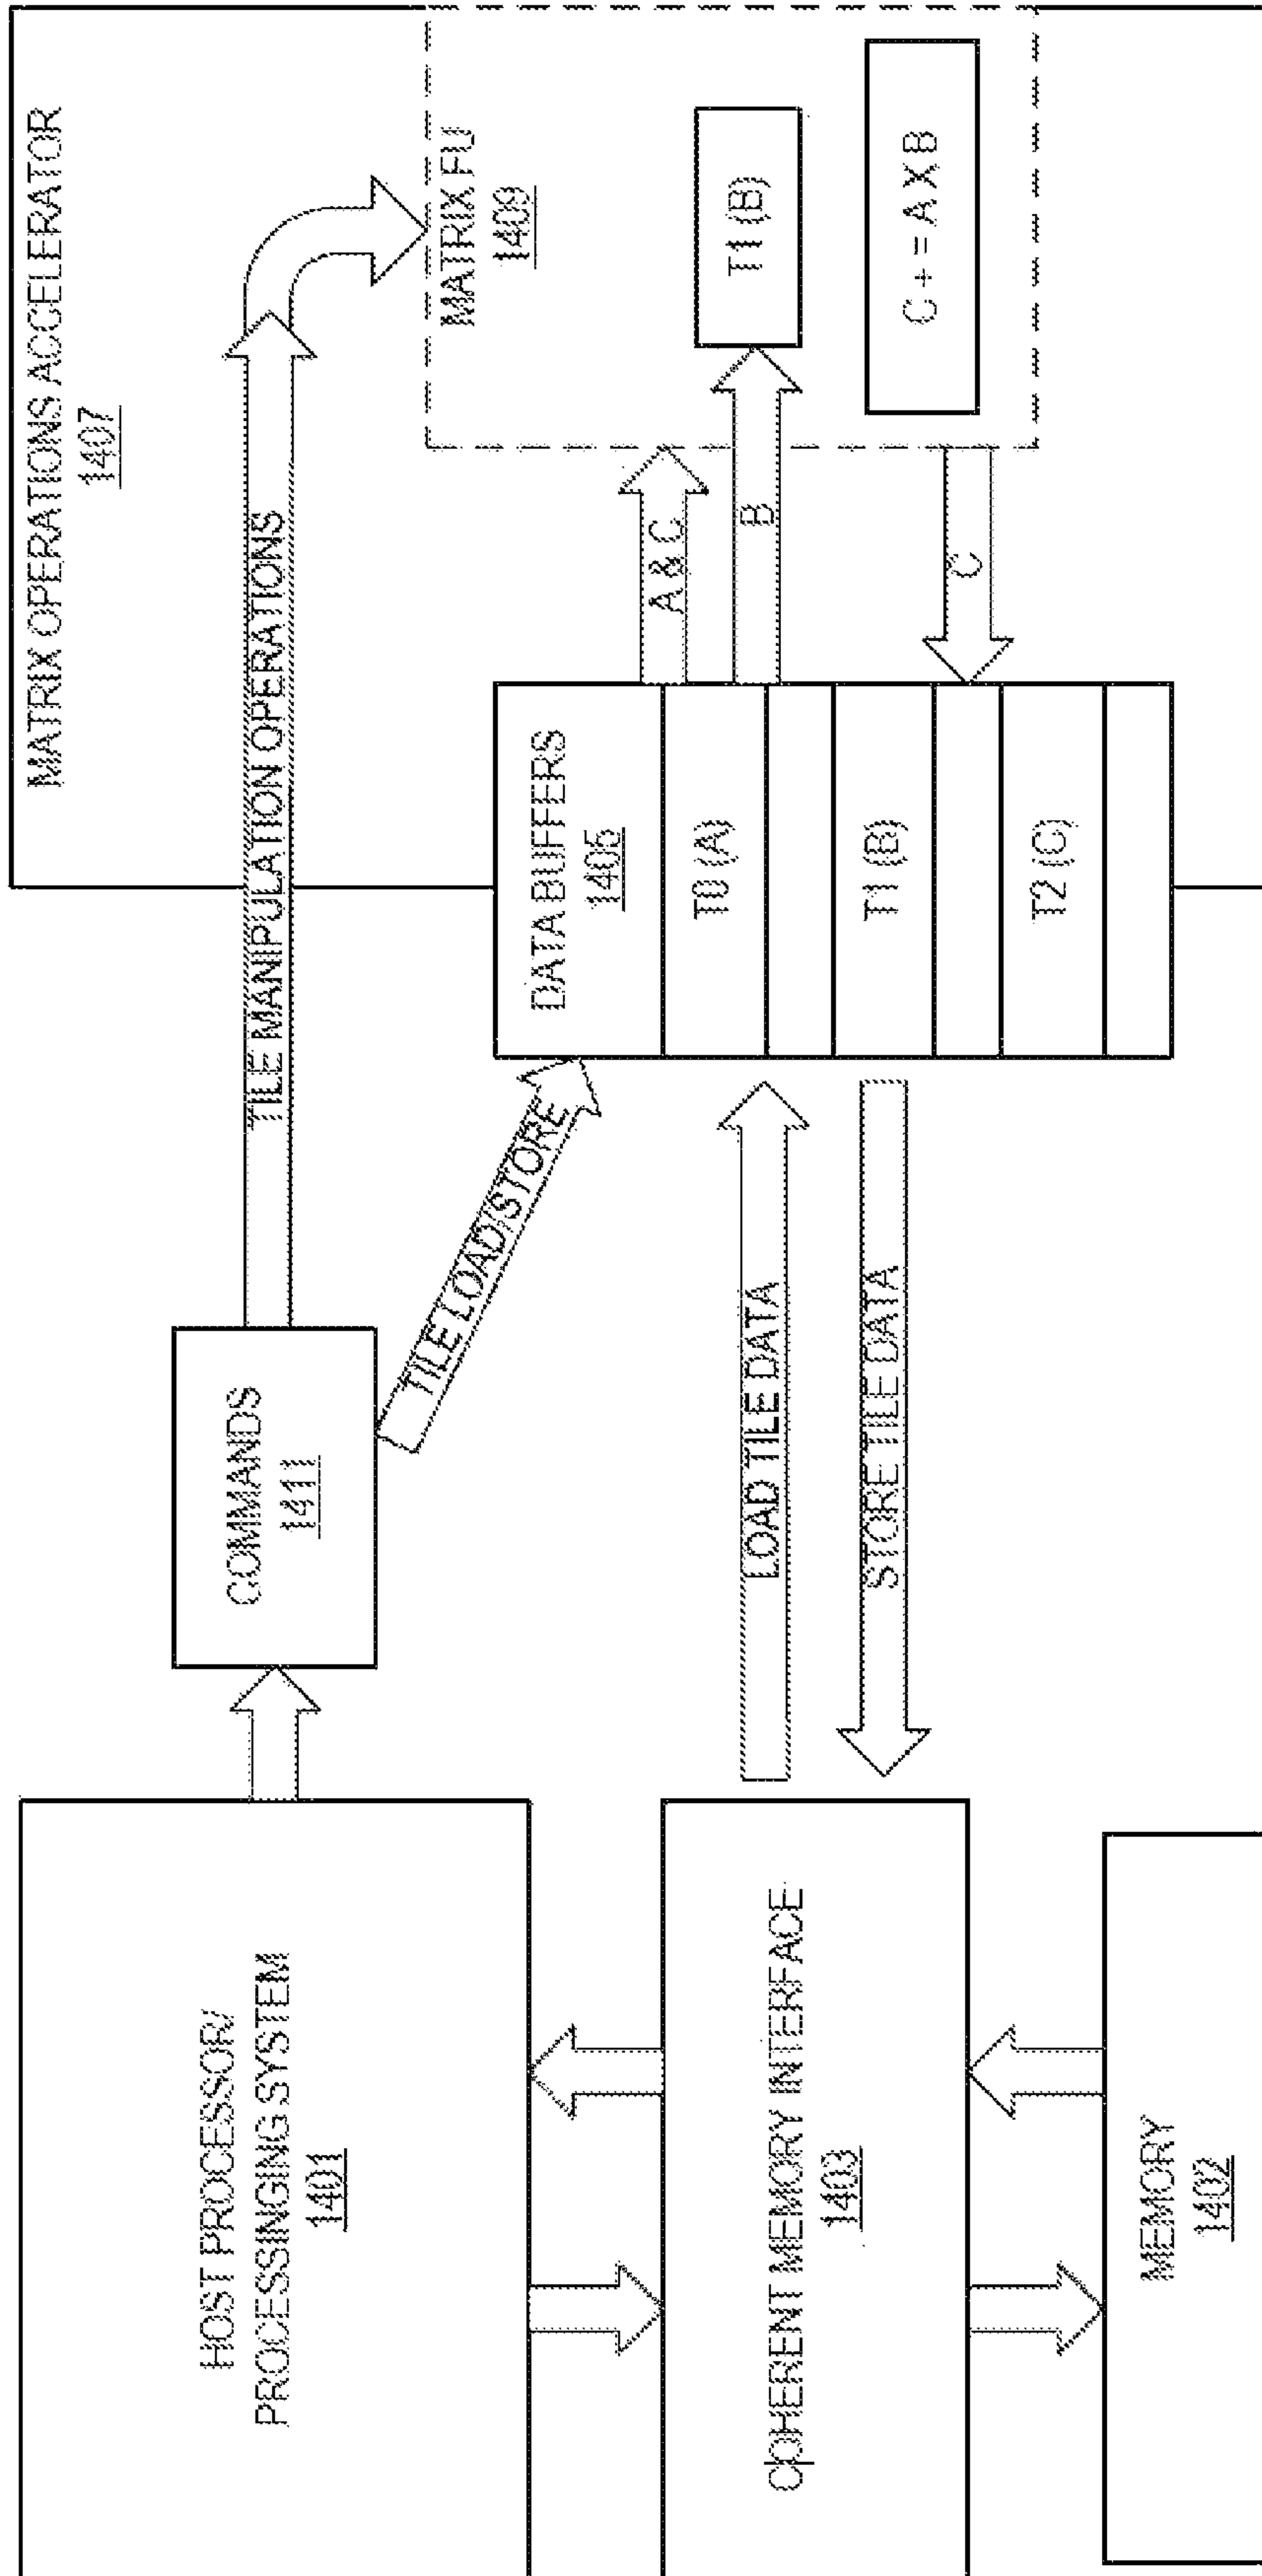 HOST PROCESSOR/
PROCESSINGING SYSTEM
1401
COHERENT MEMORY INTERFACE
1403
MEMORY
1402
COMMANDS
1411
TILE MANIPULATION OPERATIONS
TILE LOAD/STORE
LOAD TILE DATA
STORE TILE DATA
DATA BUFFERS
1405
T0 (A)
T1 (B)
T2 (C)
MATRIX OPERATIONS ACCELERATOR
1407
A & C
B
C
MATRIX FU
1409
T1 (B)
C + = A X B